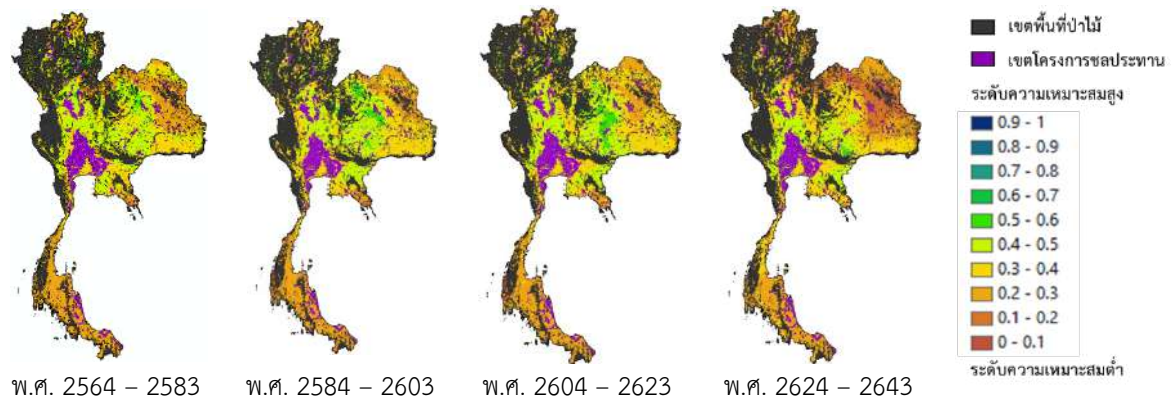 เขตพื้นที่ป่าไม้
เขตโครงการชลประทาน
ระดับความเหมาะสมสูง
0.9 - 1
0.8 - 0.9
0.7 - 0.8
0.6 - 0.7
0.5 - 0.6
0.4 - 0.5
0.3 - 0.4
0.2 - 0.3
0.1 - 0.2
0 - 0.1
ระดับความเหมาะสมต่ำ
พ.ศ. 2564 – 2583
พ.ศ. 2584 – 2603
พ.ศ. 2604 – 2623
พ.ศ. 2624 – 2643